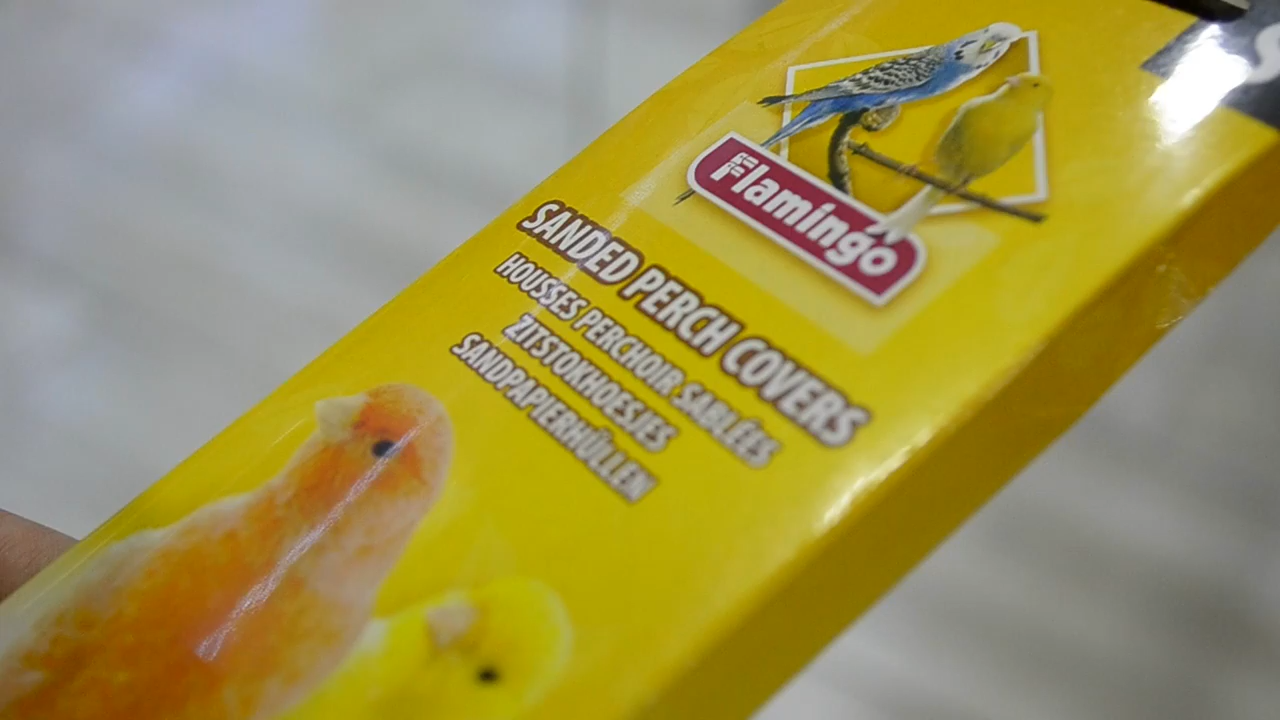 Flamingo
SANDED PERCH COVERS
HOUSSES PERCHOIR SABLÉES
ZITSTOKHOESJES
SANDPAPIERHÜLLEN